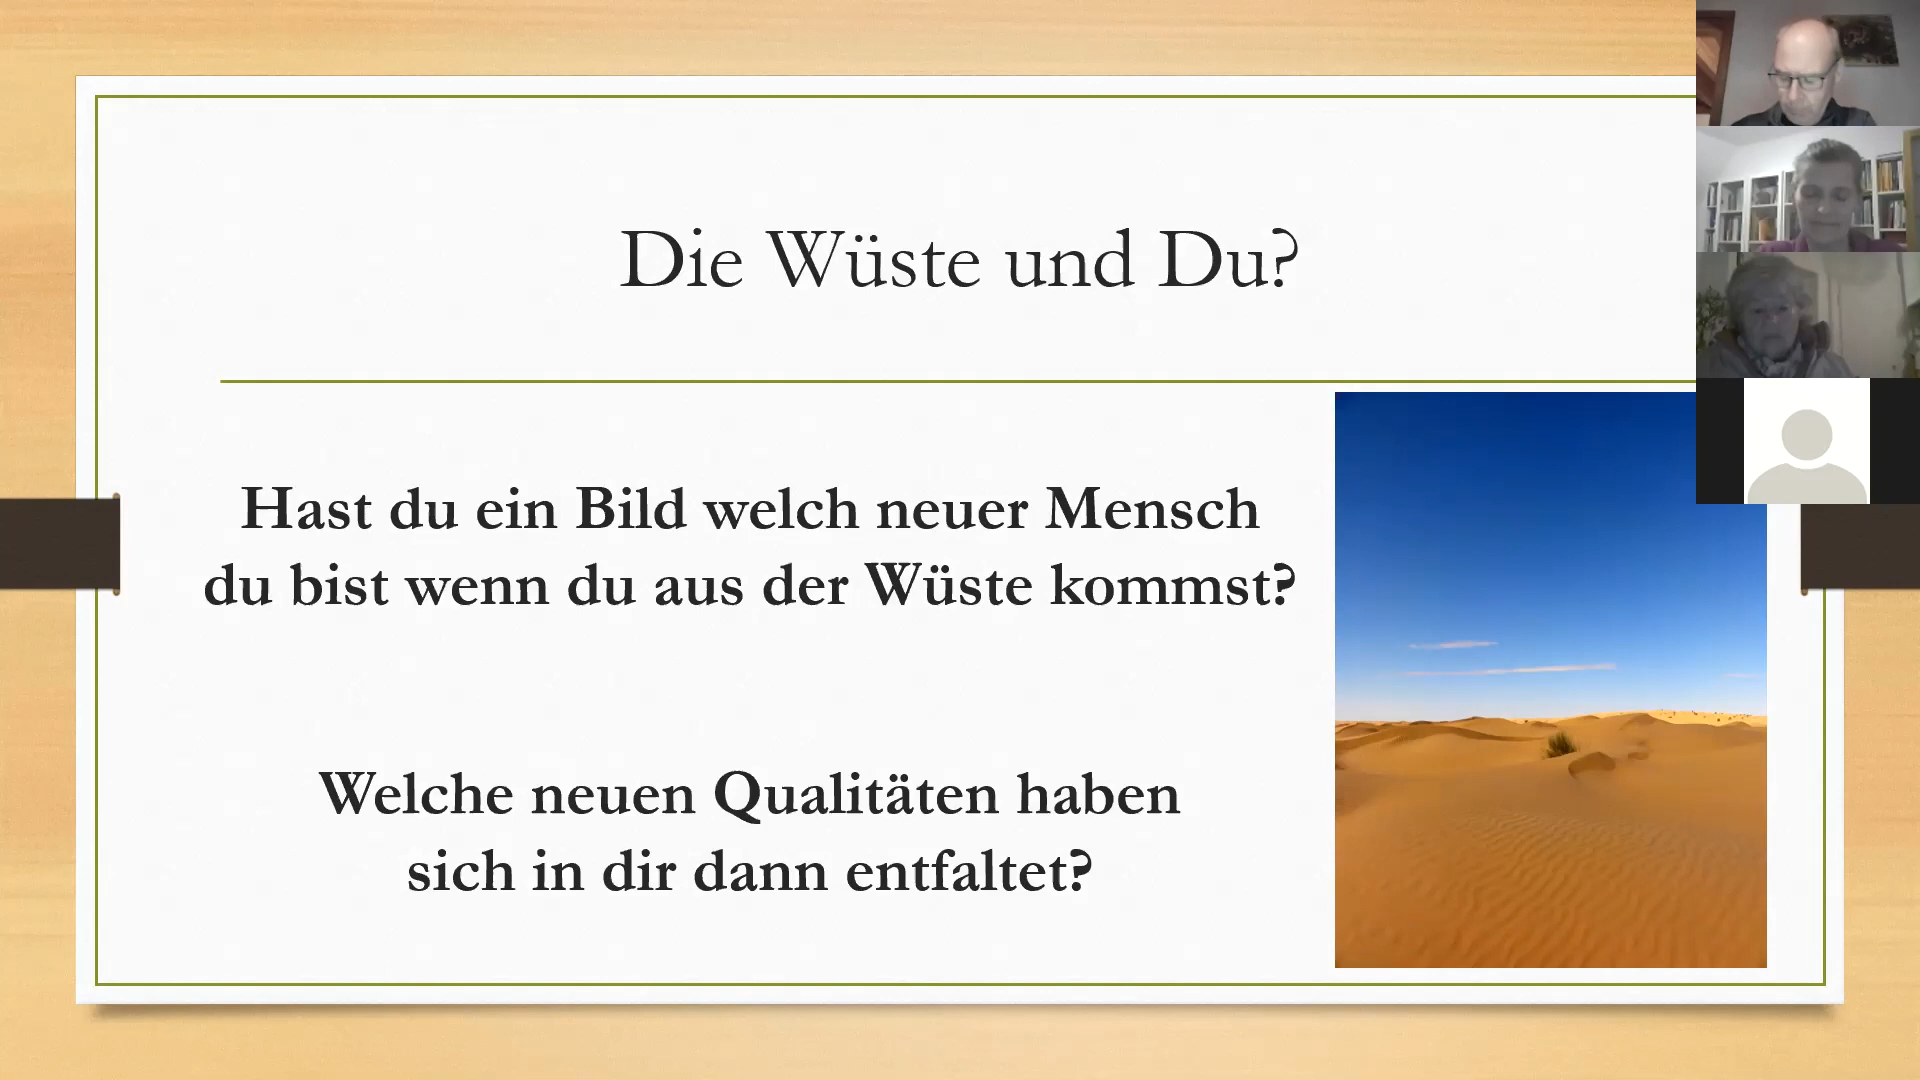 Die Wüste und Du?
Hast du ein Bild welch neuer Mensch
du bist wenn du aus der Wüste kommst?
Welche neuen Qualitäten haben
sich in dir dann entfaltet?